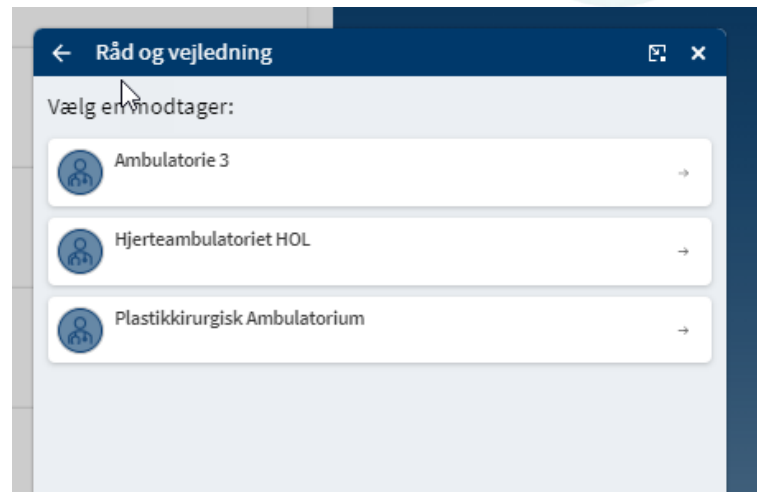 Råd og vejledning
Vælg en modtager:
Ambulatorie 3
Hjerteambulatoriet HOL
Plastikkirurgisk Ambulatorium